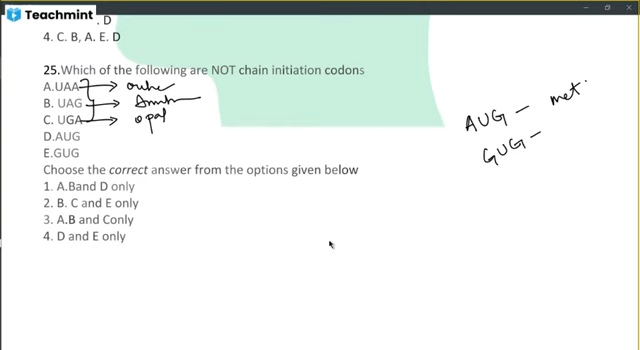 Teachmint
. D
4. C. B, A. E. D
25.Which of the following are NOT chain initiation codons
A.UAA
B. UAG
C. UGA → opal
D.AUG
E.GUG
Choose the correct answer from the options given below
1. A.Band D only
2. B. C and E only
3. A.B and Conly
4. D and E only
AUG – met.
GUG –